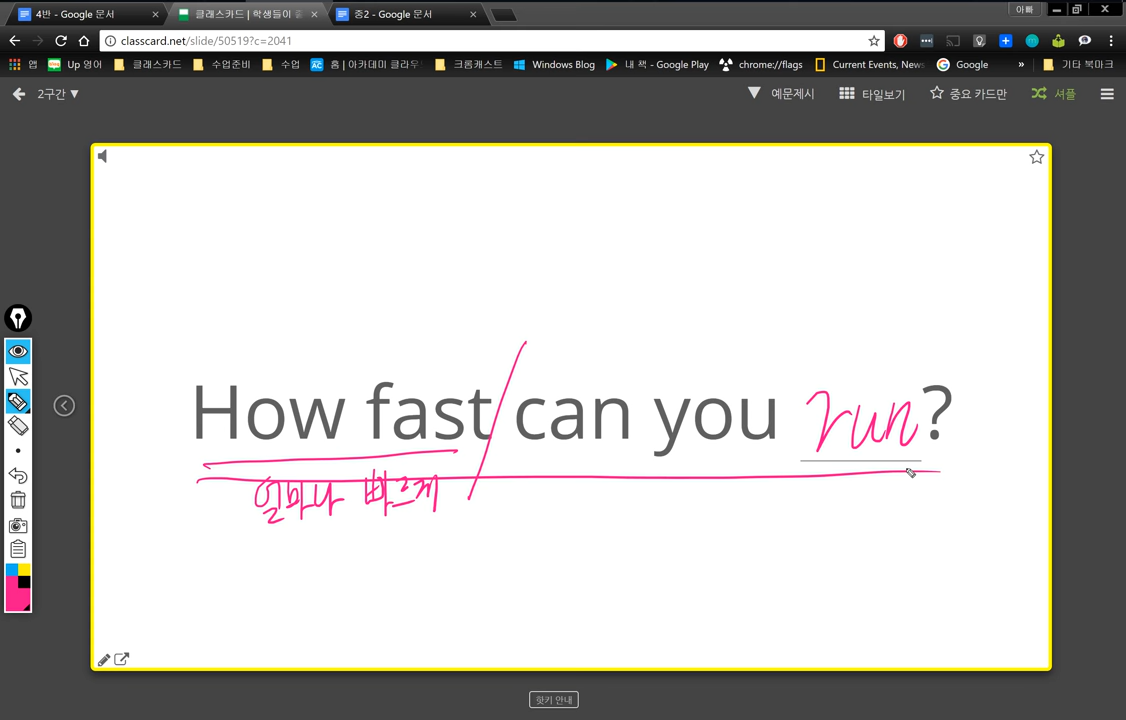 4반 - Google 문서
클래스카드 | 학생들이 즐
중2 - Google 문서
아빠
classcard.net/slide/50519?c=2041
앱 Up 영어 클래스카드 수업준비 수업 홈 | 아카데미 클라우 크롬캐스트 Windows Blog 내 책 - Google Play chrome://flags Current Events, News Google » 기타 북마크
2구간 ▼ ▼ 예문제시 타일보기 중요 카드만 셔플
How fast can you run?
얼마나 빠르게
핫키 안내